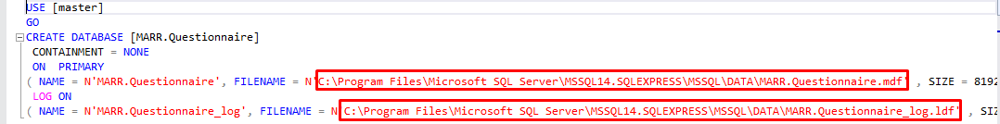 USE [master]
GO
CREATE DATABASE [MARR.Questionnaire]
CONTAINMENT = NONE
ON  PRIMARY
( NAME = N'MARR.Questionnaire', FILENAME = N'C:\Program Files\Microsoft SQL Server\MSSQL14.SQLEXPRESS\MSSQL\DATA\MARR.Questionnaire.mdf' , SIZE = 8192
LOG ON
( NAME = N'MARR.Questionnaire_log', FILENAME = N'C:\Program Files\Microsoft SQL Server\MSSQL14.SQLEXPRESS\MSSQL\DATA\MARR.Questionnaire_log.ldf' , SIZ